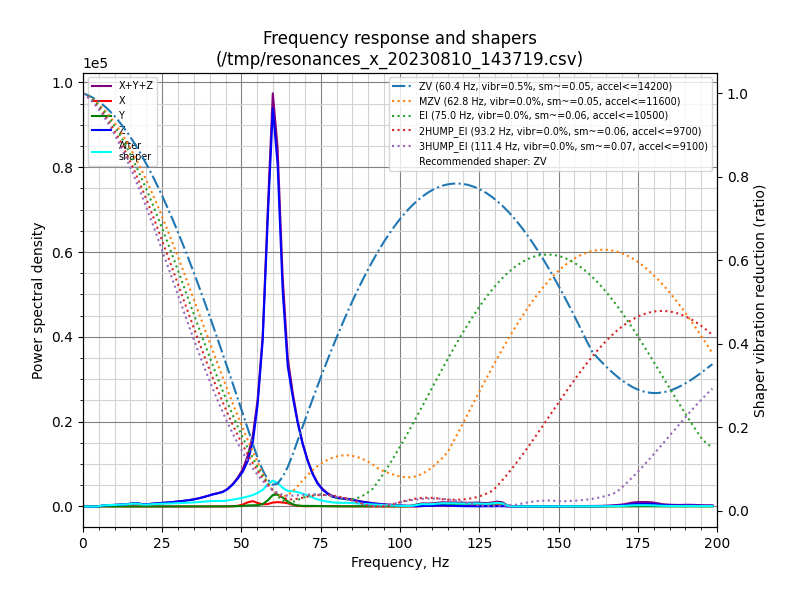 Frequency response and shapers
(/tmp/resonances_x_20230810_143719.csv)
1e5
X+Y+Z
X
Y
Z
After
shaper
ZV (60.4 Hz, vibr=0.5%, sm~=0.05, accel<=14200)
MZV (62.8 Hz, vibr=0.0%, sm~=0.05, accel<=11600)
EI (75.0 Hz, vibr=0.0%, sm~=0.06, accel<=10500)
2HUMP_EI (93.2 Hz, vibr=0.0%, sm~=0.06, accel<=9700)
3HUMP_EI (111.4 Hz, vibr=0.0%, sm~=0.07, accel<=9100)
Recommended shaper: ZV
Power spectral density
1.0
0.8
0.6
0.4
0.2
0.0
1.0
0.8
0.6
0.4
0.2
0.0
Shaper vibration reduction (ratio)
0 25 50 75 100 125 150 175 200
Frequency, Hz